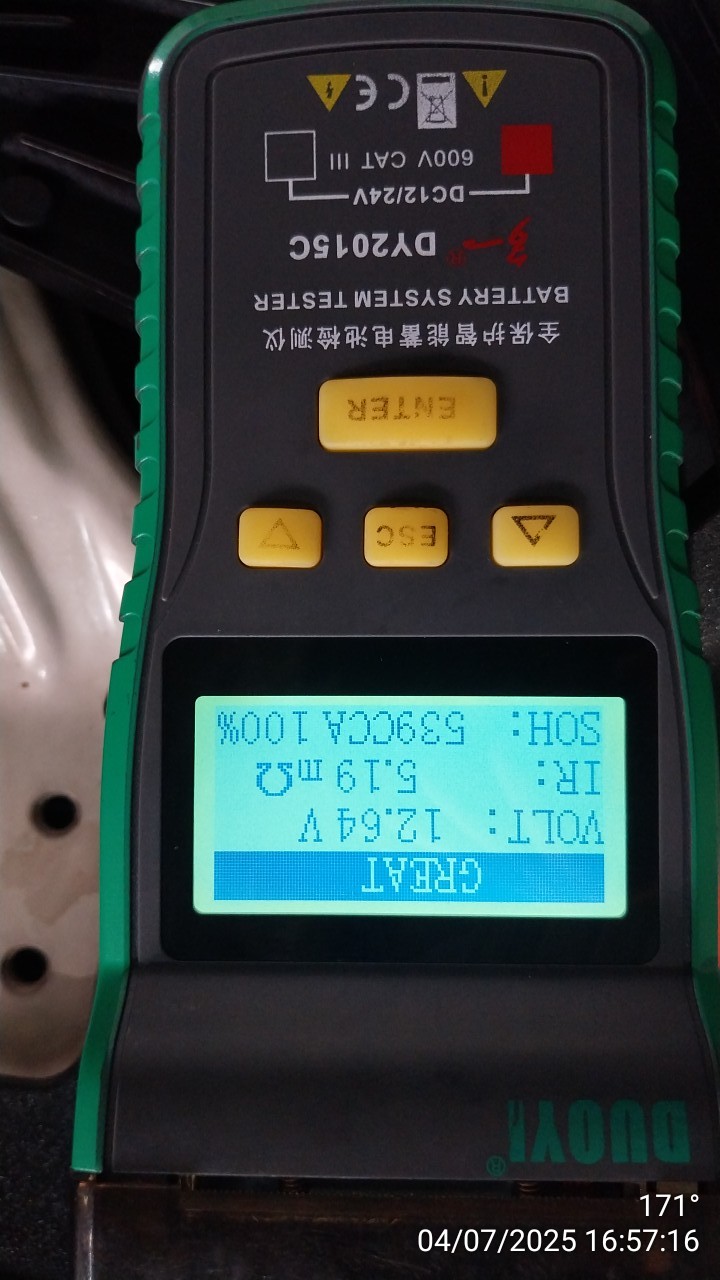 DUOYI®
GREAT
VOLT: 12.64 V
IR: 5.19 mΩ
SOH: 539CCA 100%
ESC
ENTER
全保护智能蓄电池检测仪
BATTERY SYSTEM TESTER
多一® DY2015C
DC12/24V
600V CAT III
CE
171°
04/07/2025 16:57:16